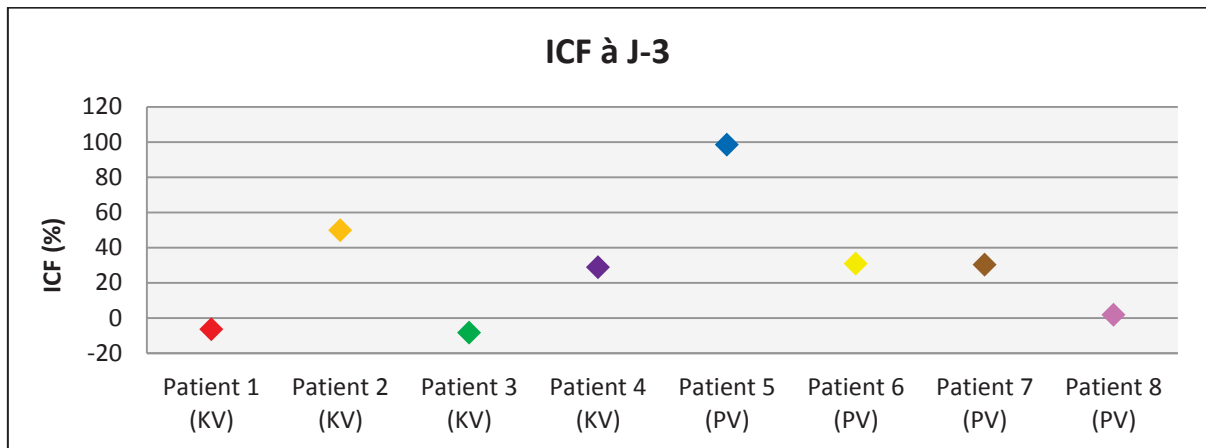 ICF à J-3
ICF (%)
120
100
80
60
40
20
0
-20
Patient 1 Patient 2 Patient 3 Patient 4 Patient 5 Patient 6 Patient 7 Patient 8
(KV) (KV) (KV) (KV) (PV) (PV) (PV) (PV)